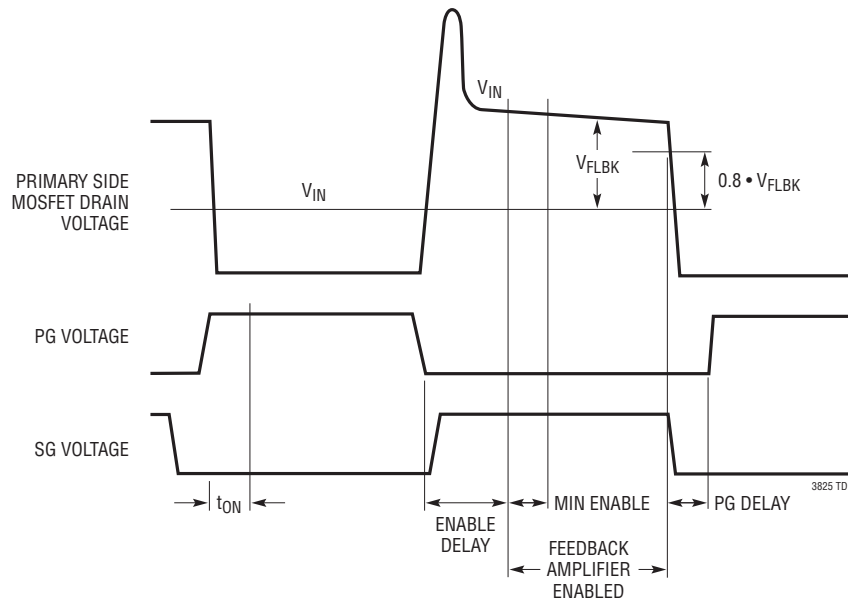 V_IN
V_FLBK
0.8 • V_FLBK
PRIMARY SIDE
MOSFET DRAIN
VOLTAGE
V_IN
PG VOLTAGE
SG VOLTAGE
3825 TD
t_ON
ENABLE
DELAY
MIN ENABLE
PG DELAY
FEEDBACK
AMPLIFIER
ENABLED